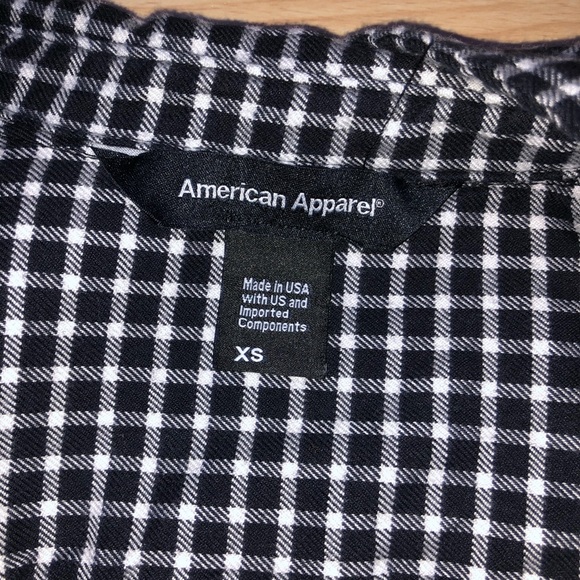 American Apparel®
Made in USA
with US and
Imported
Components
XS